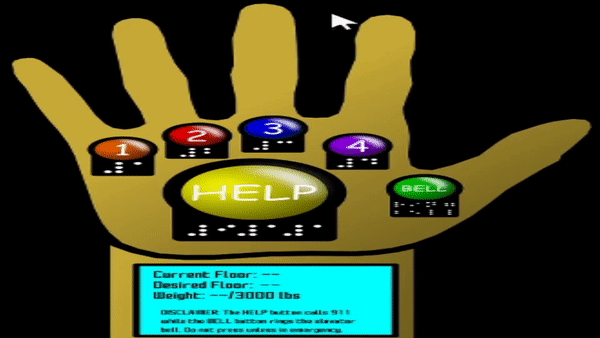 1
2
3
4
HELP
BELL
Current Floor: --
Desired Floor: --
Weight: --/3000 lbs
DISCLAIMER: The HELP button calls 911
while the BELL button rings the elevator
bell. Do not press unless in emergency.